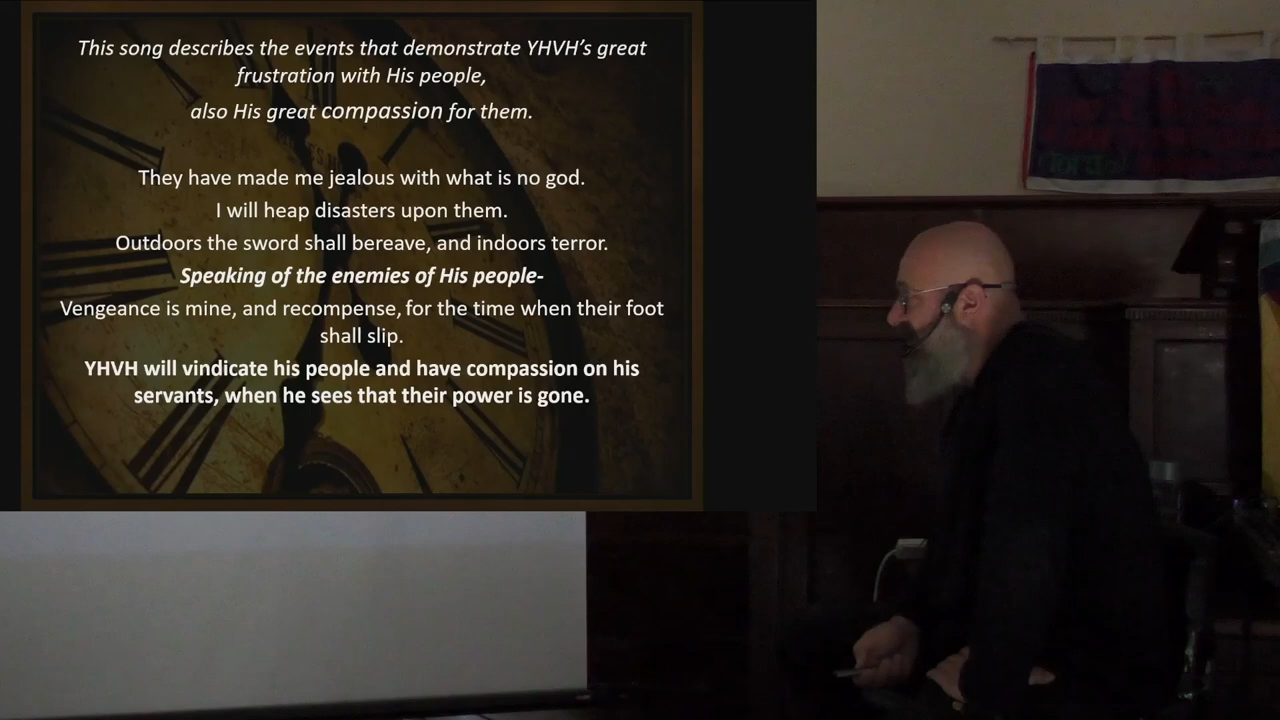 This song describes the events that demonstrate YHVH's great
frustration with His people,
also His great compassion for them.
They have made me jealous with what is no god.
I will heap disasters upon them.
Outdoors the sword shall bereave, and indoors terror.
Speaking of the enemies of His people-
Vengeance is mine, and recompense, for the time when their foot
shall slip.
YHVH will vindicate his people and have compassion on his
servants, when he sees that their power is gone.